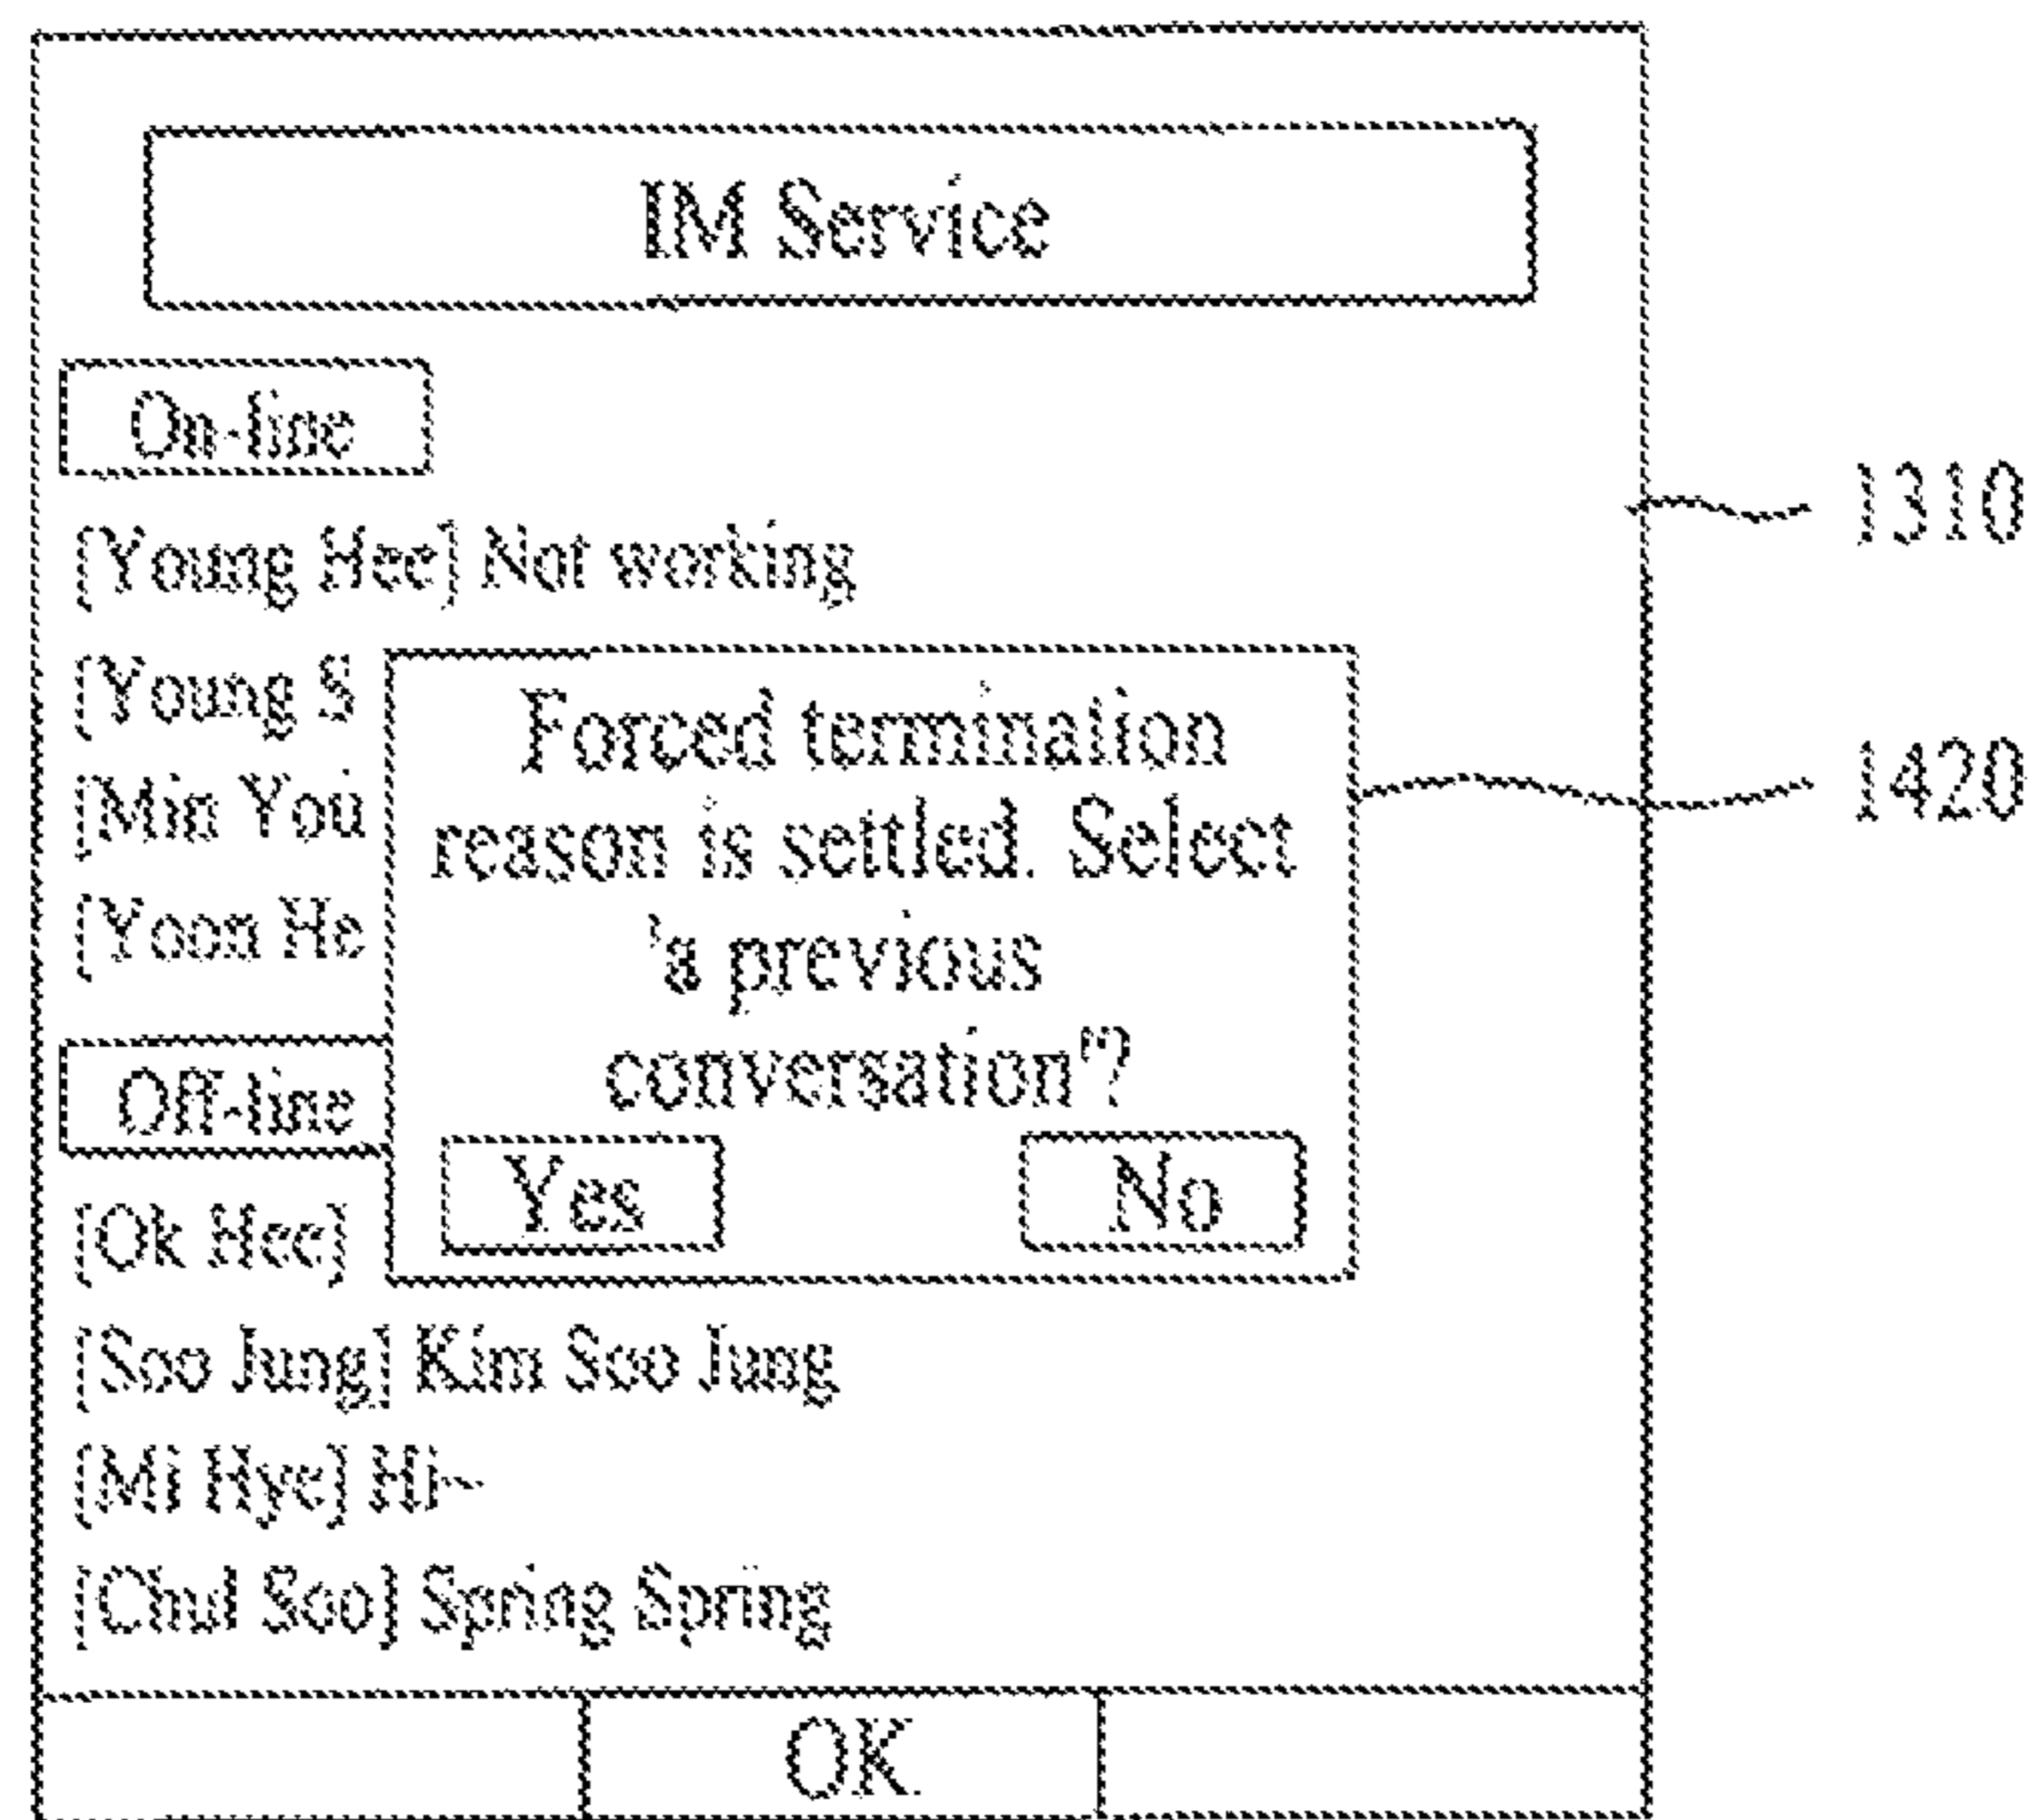 IM Service
On-line
[Young Hee] Not working
[Young S
[Min You
[Yoon He
Forced termination
reason is settled. Select
'a previous
conversation"?
Yes No
Off-line
[Ok Hee]
[Soo Jung] Kim Soo Jung
[Mi Hye] Hi~
[Chul Soo] Spring Spring
OK
1310
1420